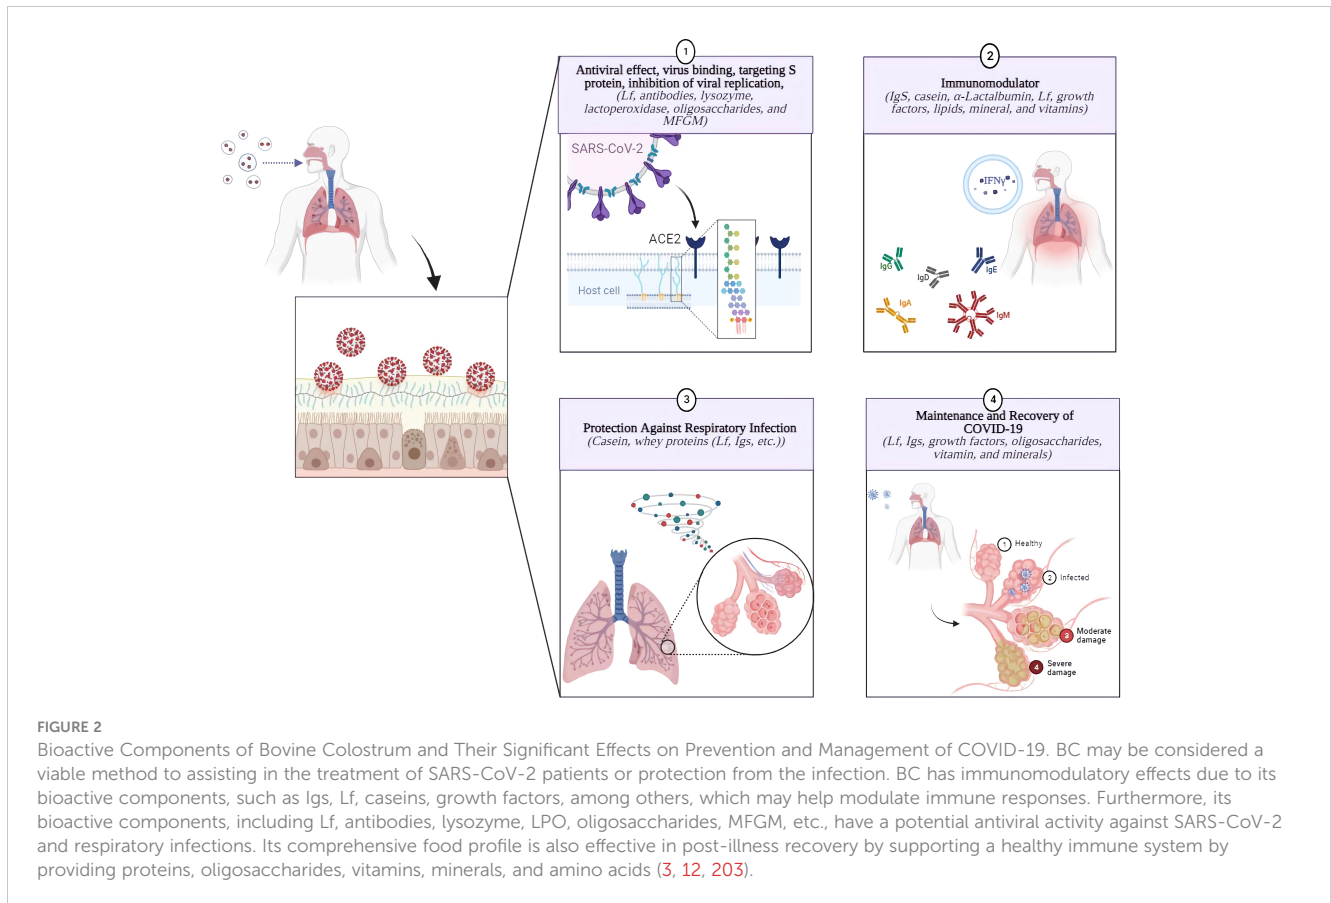 1
Antiviral effect, virus binding, targeting S
protein, inhibition of viral replication,
(Lf, antibodies, lysozyme,
lactoperoxidase, oligosaccharides, and
MFGM)
SARS-CoV-2
ACE2
Host cell
2
Immunomodulator
(IgS, casein, α-Lactalbumin, Lf, growth
factors, lipids, mineral, and vitamins)
IFNγ
IgG
IgD
IgE
IgA
IgM
3
Protection Against Respiratory Infection
(Casein, whey proteins (Lf, Igs, etc.))
4
Maintenance and Recovery of
COVID-19
(Lf, Igs, growth factors, oligosaccharides,
vitamin, and minerals)
1 Healthy
2 Infected
3 Moderate
damage
4 Severe
damage
FIGURE 2
Bioactive Components of Bovine Colostrum and Their Significant Effects on Prevention and Management of COVID-19. BC may be considered a
viable method to assisting in the treatment of SARS-CoV-2 patients or protection from the infection. BC has immunomodulatory effects due to its
bioactive components, such as Igs, Lf, caseins, growth factors, among others, which may help modulate immune responses. Furthermore, its
bioactive components, including Lf, antibodies, lysozyme, LPO, oligosaccharides, MFGM, etc., have a potential antiviral activity against SARS-CoV-2
and respiratory infections. Its comprehensive food profile is also effective in post-illness recovery by supporting a healthy immune system by
providing proteins, oligosaccharides, vitamins, minerals, and amino acids (3, 12, 203).